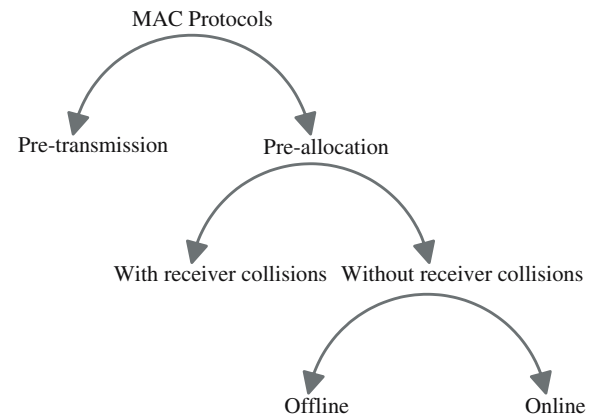 MAC Protocols
Pre-transmission
Pre-allocation
With receiver collisions
Without receiver collisions
Offline
Online